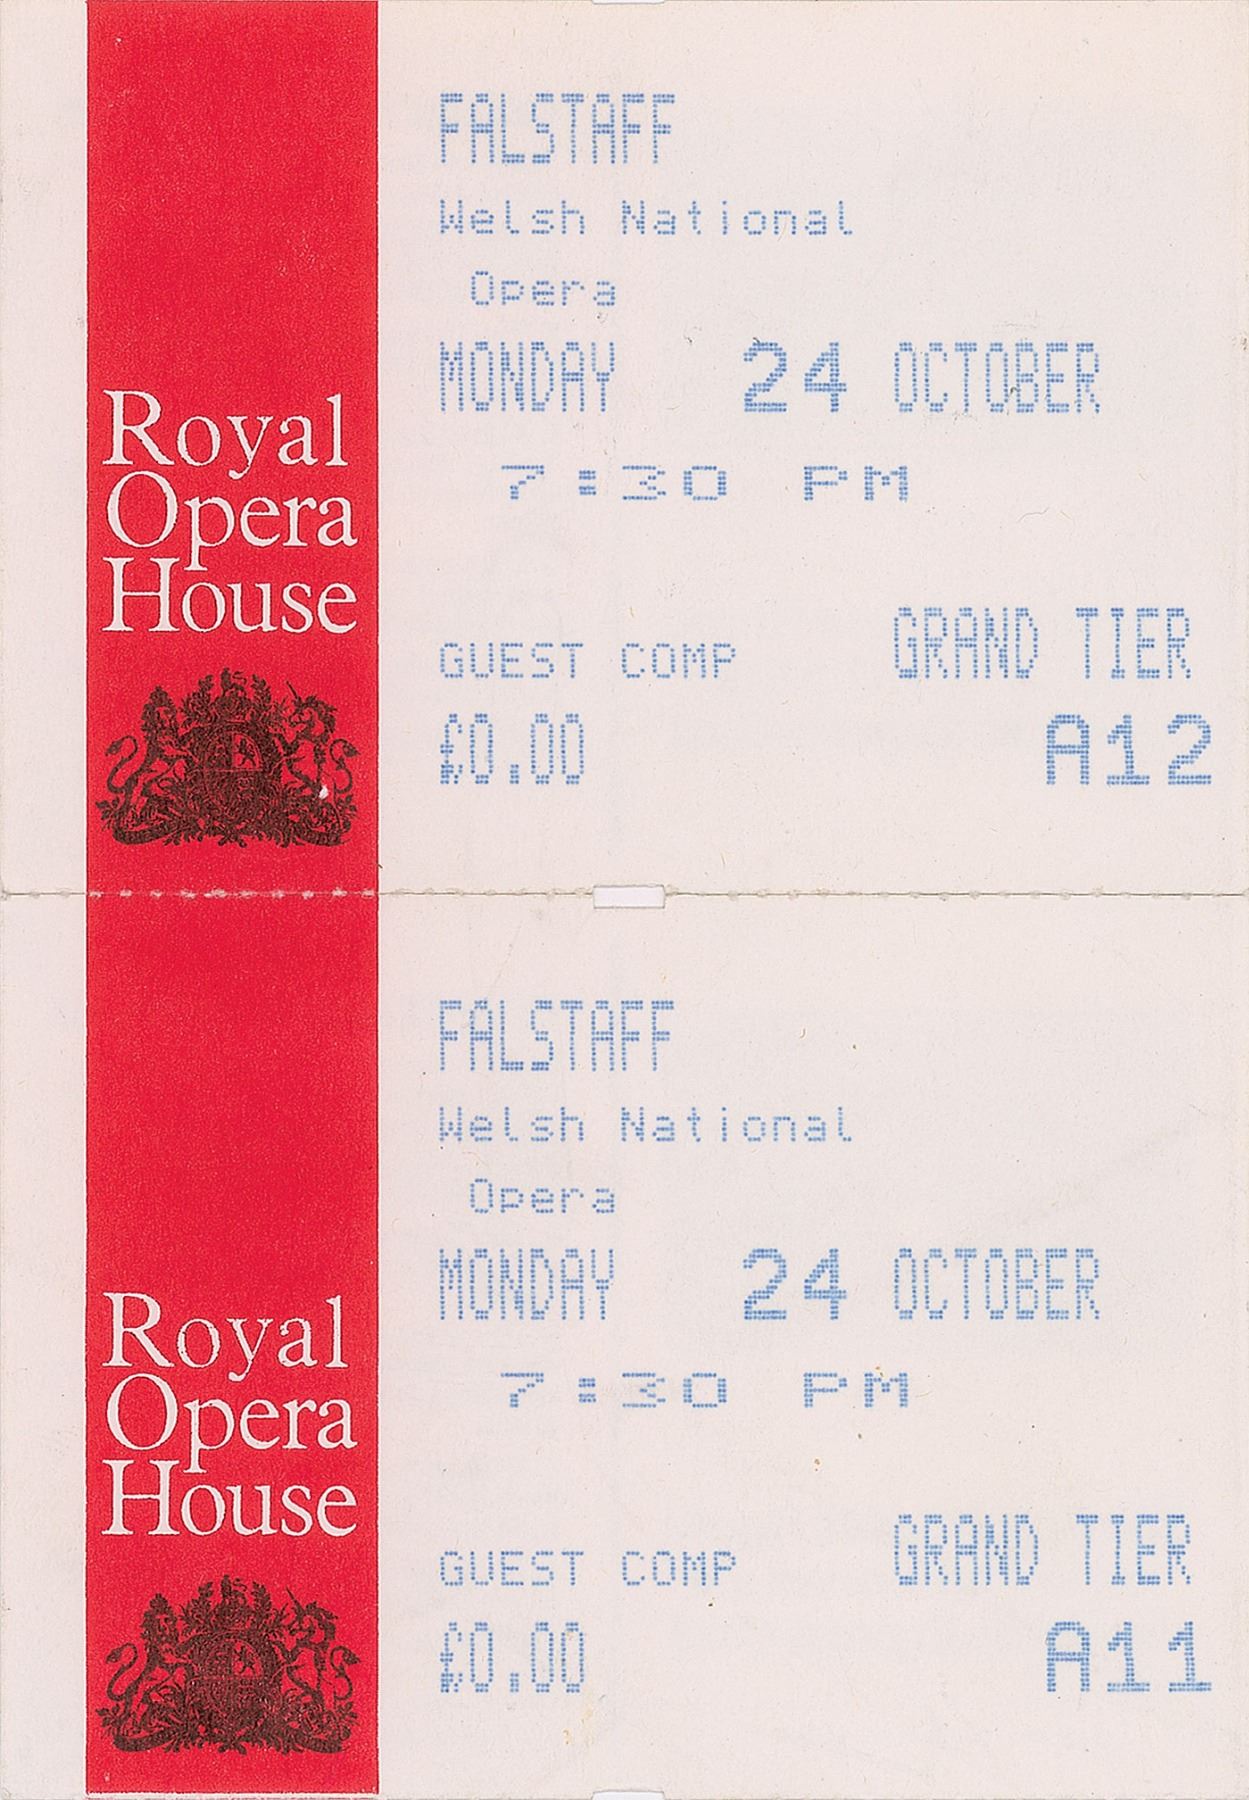 Royal
Opera
House
FALSTAFF
Welsh National
Opera
MONDAY 24 OCTOBER
7:30 PM
GUEST COMP GRAND TIER
£0.00 A12
Royal
Opera
House
FALSTAFF
Welsh National
Opera
MONDAY 24 OCTOBER
7:30 PM
GUEST COMP GRAND TIER
£0.00 A11